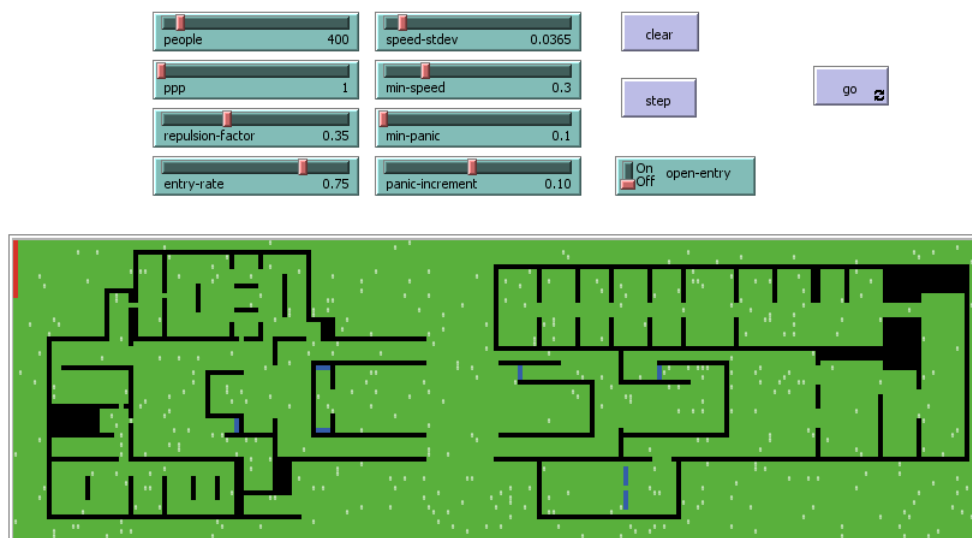 people 400
speed-stdev 0.0365
clear
ppp 1
min-speed 0.3
step
go
repulsion-factor 0.35
min-panic 0.1
entry-rate 0.75
panic-increment 0.10
On
Off
open-entry